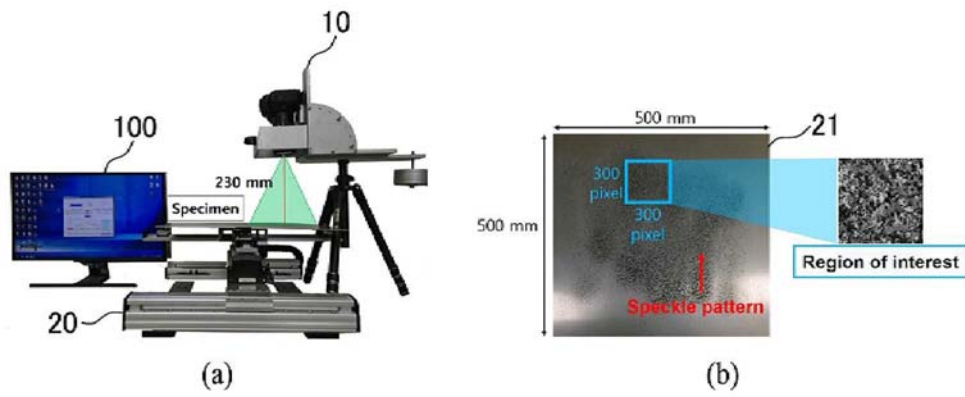 10
100
230 mm
Specimen
20
(a)
500 mm
21
300
pixel
300
pixel
500 mm
Region of interest
Speckle pattern
(b)